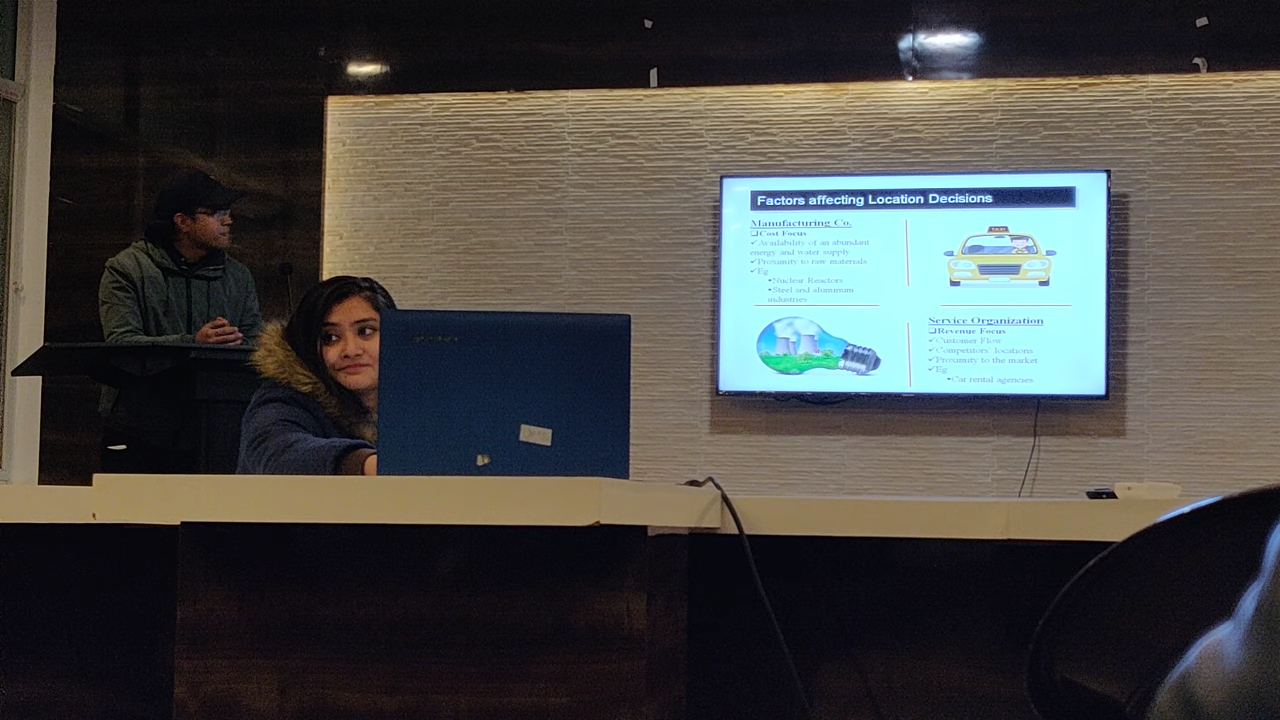 Factors affecting Location Decisions
Manufacturing Co.
❑Cost Focus
✓Availability of an abundant
energy and water supply
✓Proximity to raw materials
✓Eg.
•Nuclear Reactors
•Steel and aluminum
industries
TAXI
Service Organization
❑Revenue Focus
✓Customer Flow
✓Competitors' locations
✓Proximity to the market
✓Eg.
•Car rental agencies